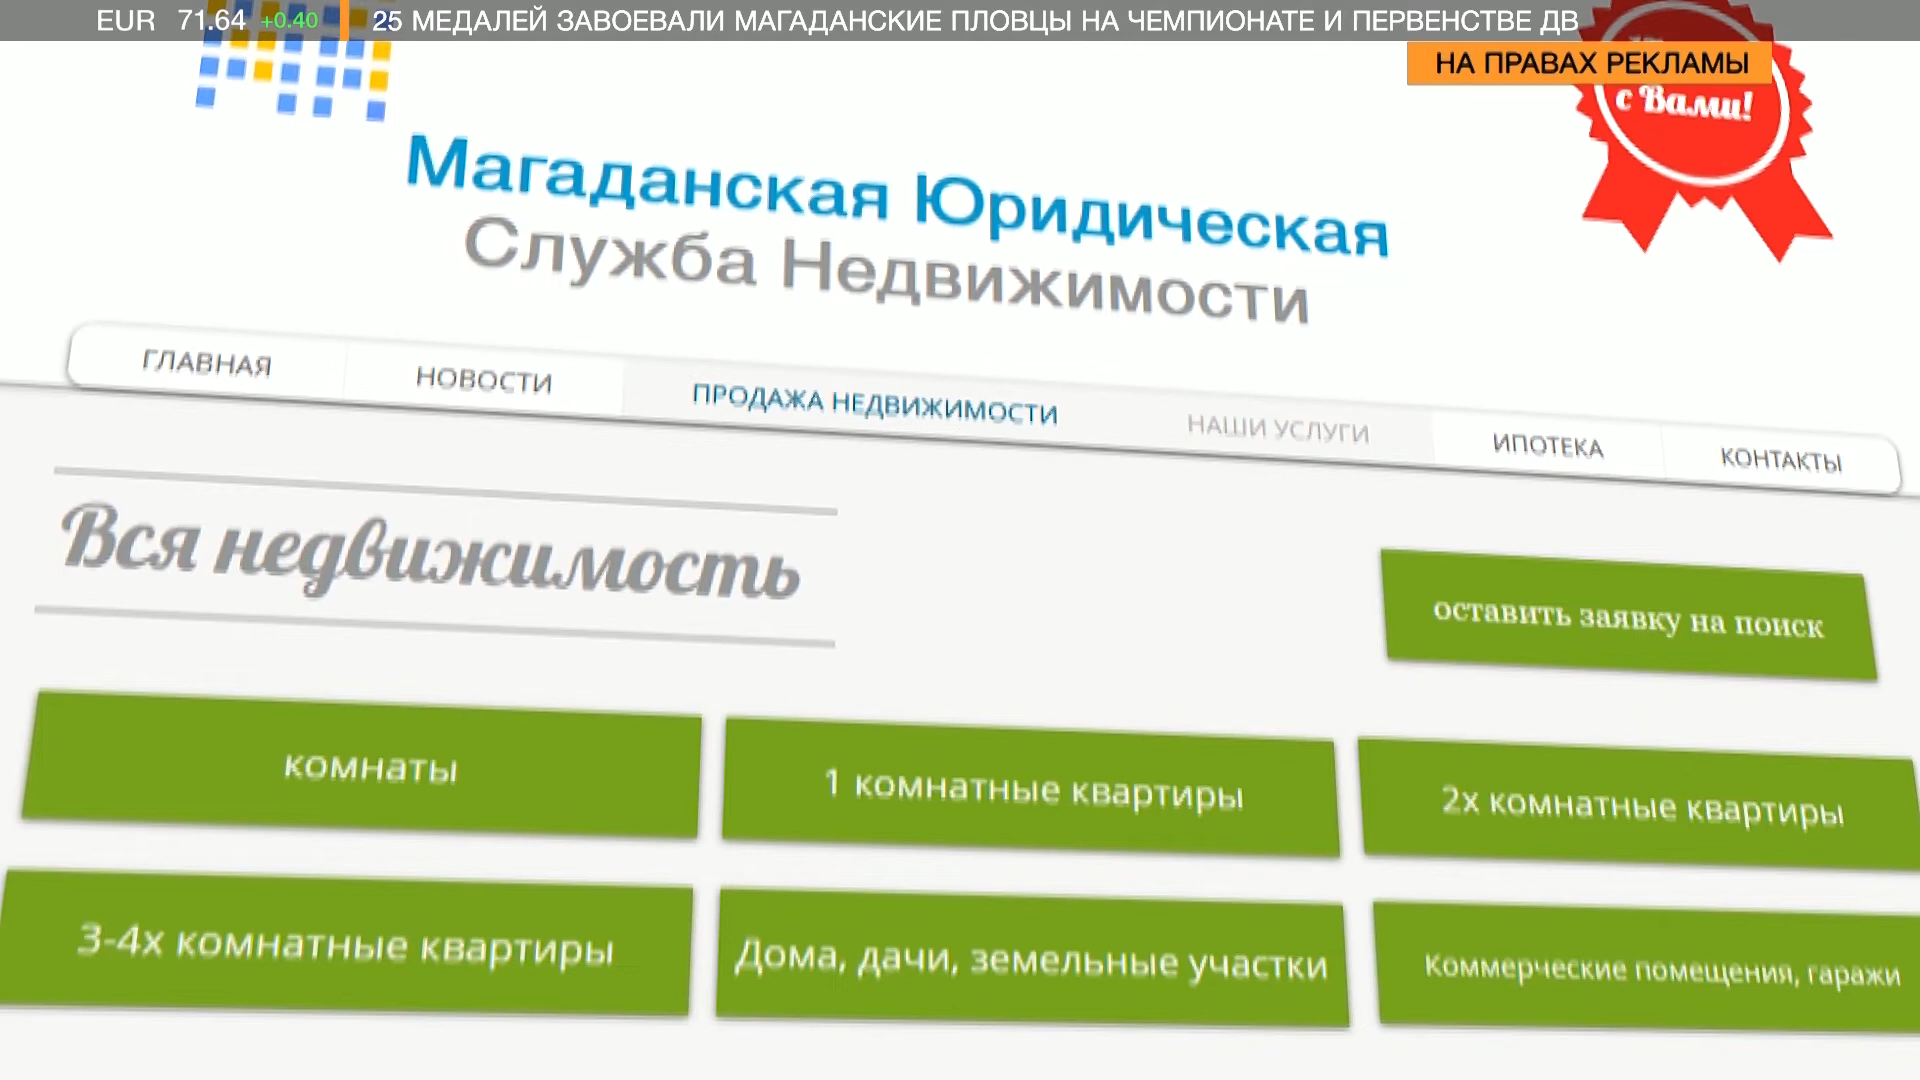 EUR 71.64 +0.40 25 МЕДАЛЕЙ ЗАВОЕВАЛИ МАГАДАНСКИЕ ПЛОВЦЫ НА ЧЕМПИОНАТЕ И ПЕРВЕНСТВЕ ДВ
НА ПРАВАХ РЕКЛАМЫ
с Вами!
Магаданская Юридическая
Служба Недвижимости
ГЛАВНАЯ НОВОСТИ ПРОДАЖА НЕДВИЖИМОСТИ НАШИ УСЛУГИ ИПОТЕКА КОНТАКТЫ
Вся недвижимость
оставить заявку на поиск
комнаты 1 комнатные квартиры 2х комнатные квартиры
3-4х комнатные квартиры Дома, дачи, земельные участки Коммерческие помещения, гаражи